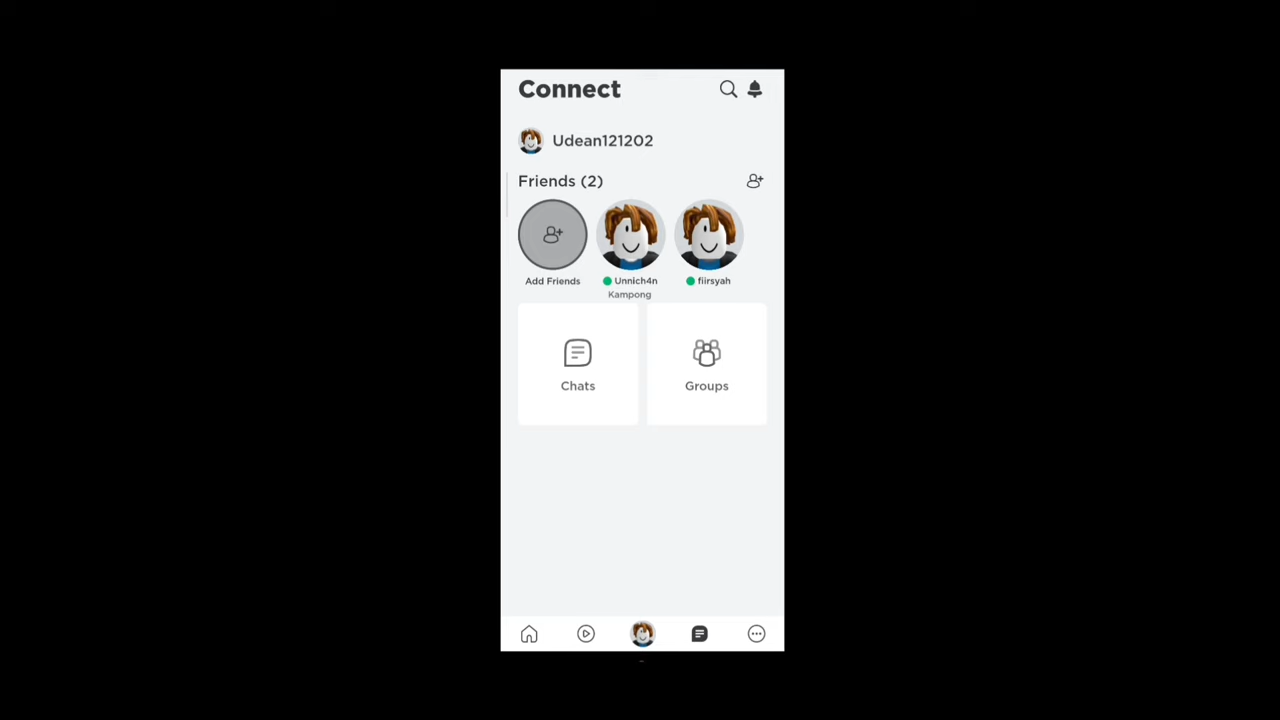 Connect
Udean121202
Friends (2)
Add Friends
Unnich4n
Kampong
fiirsyah
Chats
Groups